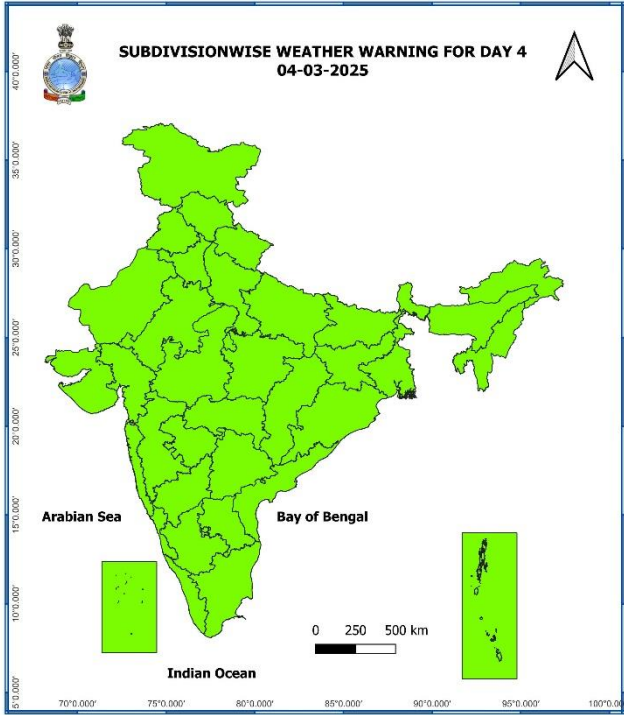 SUBDIVISIONWISE WEATHER WARNING FOR DAY 4
04-03-2025
40°0.000'
35°0.000'
30°0.000'
25°0.000'
20°0.000'
15°0.000'
10°0.000'
5°0.000'
Arabian Sea
Bay of Bengal
0 250 500 km
Indian Ocean
70°0.000' 75°0.000' 80°0.000' 85°0.000' 90°0.000' 95°0.000' 100°0.000'